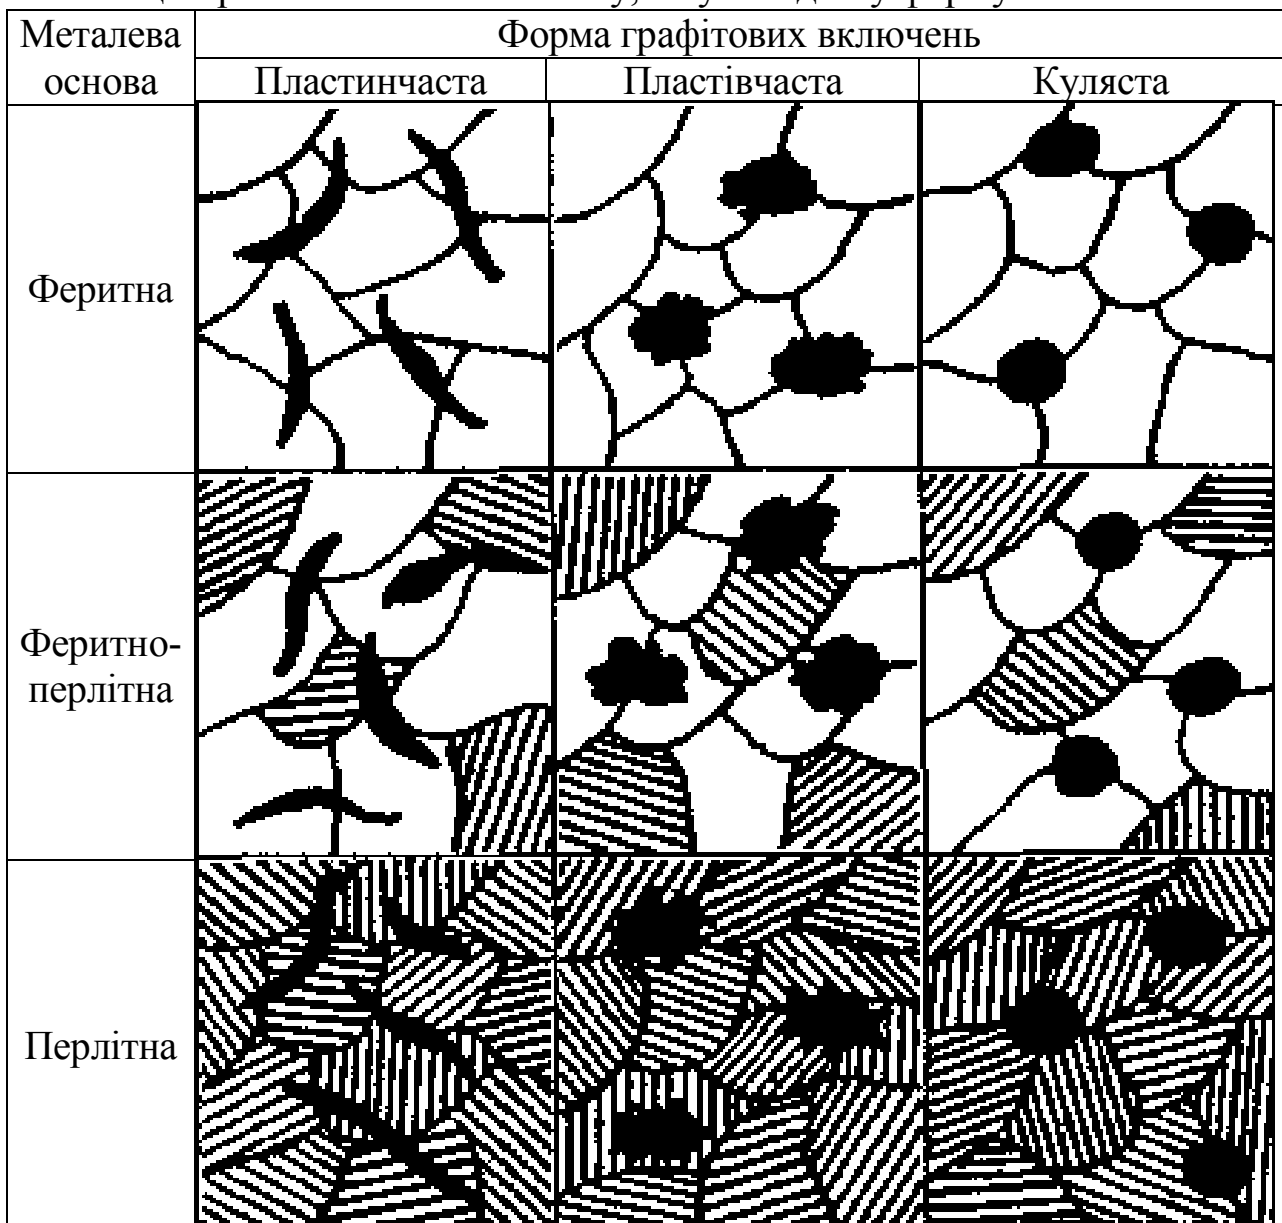 Металева
основа
Форма графітових включень
Пластинчаста
Пластівчаста
Куляста
Феритна
Феритно-
перлітна
Перлітна